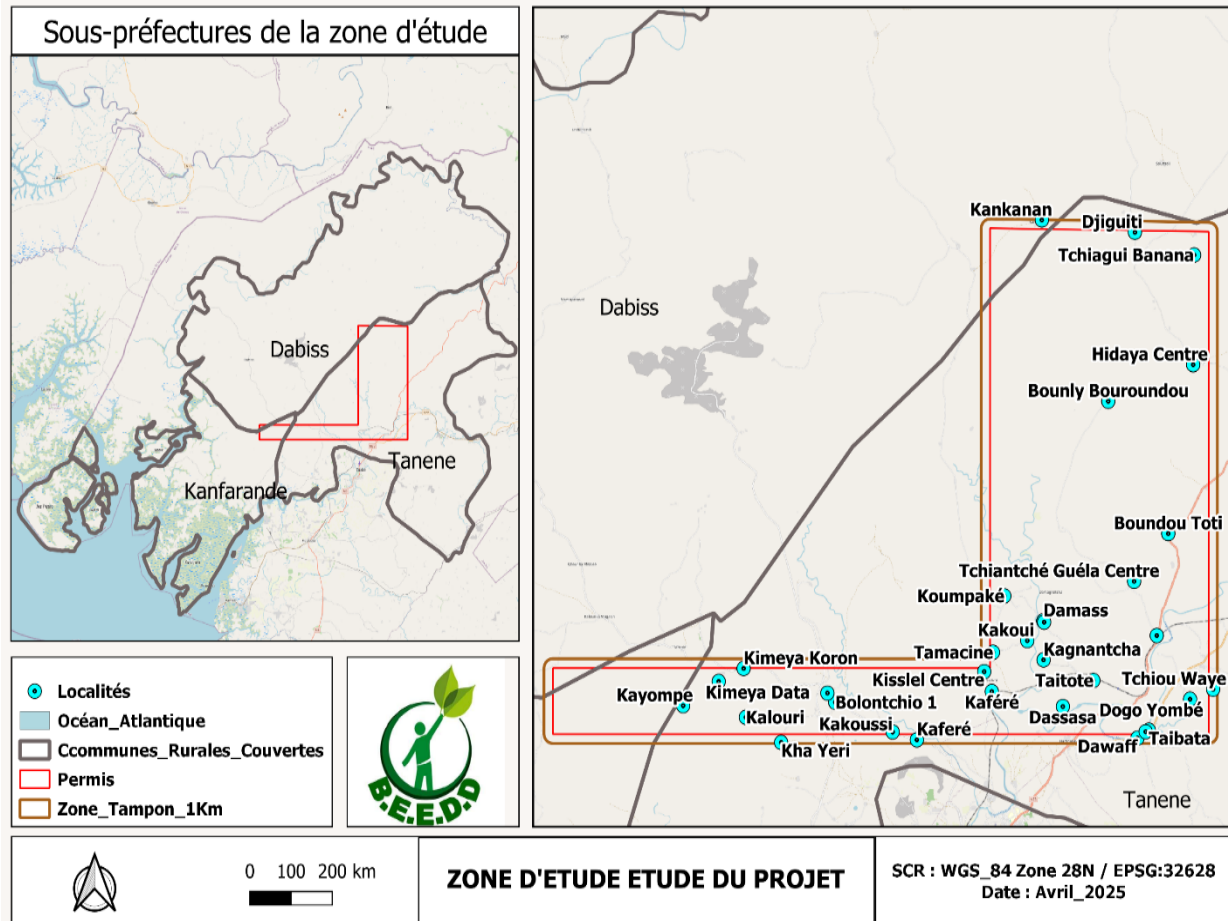 Sous-préfectures de la zone d'étude
Dabiss
Tanene
Kanfarande
Localités
Océan_Atlantique
Ccommunes_Rurales_Couvertes
Permis
Zone_Tampon_1Km
B.E.E.D.D
Kankanan
Djiguiti
Tchiagui Banana
Dabiss
Hidaya Centre
Bounly Bouroundou
Boundou Toti
Tchiantché Guéla Centre
Koumpaké
Damass
Kakoui
Tamacine
Kagnantcha
Kimeya Koron
Kisslel Centre
Taitote
Tchiou Waye
Kimeya Data
Kayompe
Bolontchio 1
Kaféré
Kalouri
Dassasa
Dogo Yombé
Kakoussi
Kaferé
Dawaff
Taibata
Kha Yeri
Tanene
0 100 200 km
ZONE D'ETUDE ETUDE DU PROJET
SCR : WGS_84 Zone 28N / EPSG:32628
Date : Avril_2025